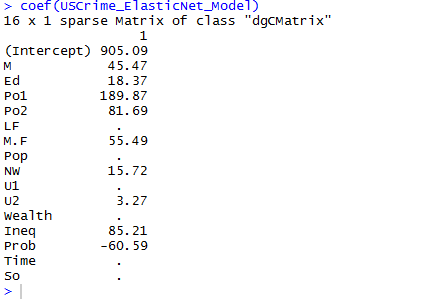 > coef(USCrime_ElasticNet_Model)
16 x 1 sparse Matrix of class "dgCMatrix"
1
(Intercept) 905.09
M 45.47
Ed 18.37
Po1 189.87
Po2 81.69
LF .
M.F 55.49
Pop .
NW 15.72
U1 .
U2 3.27
Wealth .
Ineq 85.21
Prob -60.59
Time .
So .
>